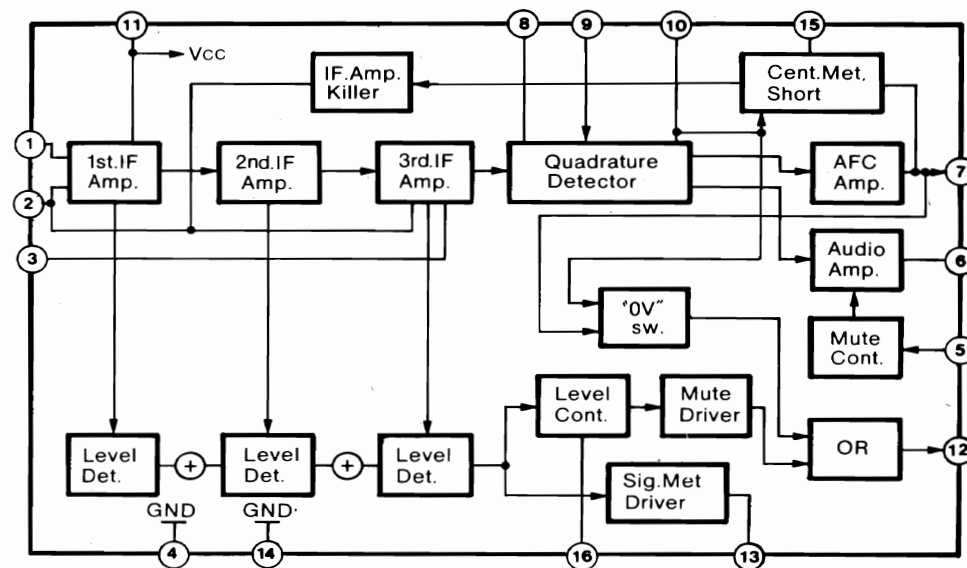 11
8
9
10
15
Vcc
IF.Amp.
Killer
Cent.Met.
Short
1
1st.IF
Amp.
2nd.IF
Amp.
3rd.IF
Amp.
Quadrature
Detector
AFC
Amp.
7
2
3
Audio
Amp.
6
"0V"
sw.
Mute
Cont.
5
Level
Cont.
Mute
Driver
Level
Det.
+
Level
Det.
+
Level
Det.
OR
12
Sig.Met
Driver
GND
GND
4
14
16
13